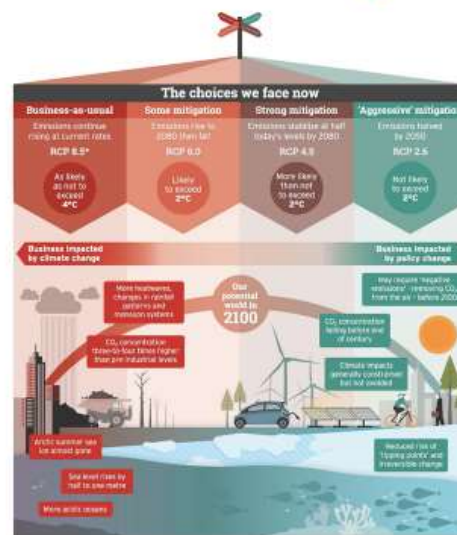 The choices we face now
Business-as-usual
Emissions continue
rising at current rates
RCP 8.5*
As likely
as not to
exceed
4°C
Some mitigation
Emissions rise to
2080 then fall
RCP 6.0
Likely
to exceed
2°C
Strong mitigation
Emissions stabilise at half
today's levels by 2080
RCP 4.5
More likely
than not
to exceed
2°C
'Aggressive' mitigation
Emissions halved
by 2050
RCP 2.6
Not likely
to exceed
2°C
Business impacted
by climate change
Business impacted
by policy change
Our
potential
world in
2100
More heatwaves,
changes in rainfall
patterns and
monsoon systems
CO₂ concentration
three-to-four times higher
than pre industrial levels
Arctic summer sea
ice almost gone
Sea level rises by
half to one metre
More acidic oceans
May require 'negative
emissions' - removing CO₂
from the air - before 2100
CO₂ concentration
falling before end
of century
Climate impacts
generally constrained
but not avoided
Reduced risk of
'tipping points' and
irreversible change